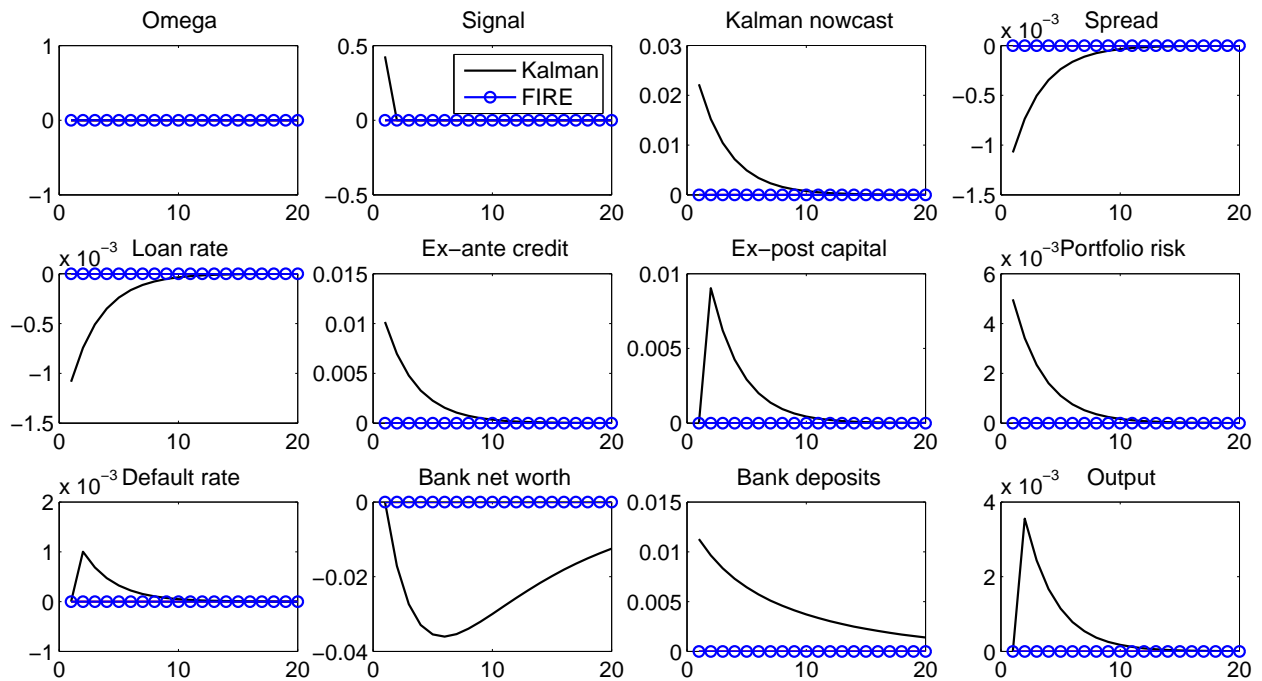 Omega
1
0
−1
0 10 20
Signal
0.5
0
−0.5
0 10 20
Kalman
FIRE
Kalman nowcast
0.03
0.02
0.01
0
0 10 20
Spread
x 10−3
0
−0.5
−1
−1.5
0 10 20
Loan rate
x 10−3
0
−0.5
−1
−1.5
0 10 20
Ex−ante credit
0.015
0.01
0.005
0
0 10 20
Ex−post capital
0.01
0.005
0
0 10 20
Portfolio risk
x 10−3
6
4
2
0
0 10 20
Default rate
x 10−3
2
1
0
−1
0 10 20
Bank net worth
0
−0.02
−0.04
0 10 20
Bank deposits
0.015
0.01
0.005
0
0 10 20
Output
x 10−3
4
2
0
0 10 20